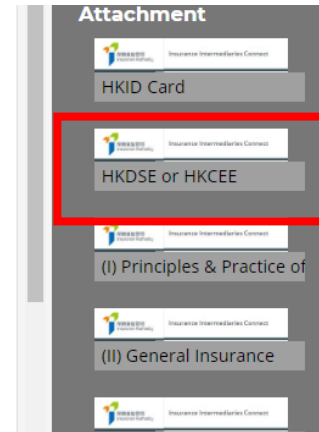 Attachment
Insurance Intermediaries Connect
HKID Card
Insurance Intermediaries Connect
HKDSE or HKCEE
Insurance Intermediaries Connect
(I) Principles & Practice of
Insurance Intermediaries Connect
(II) General Insurance
Insurance Intermediaries Connect